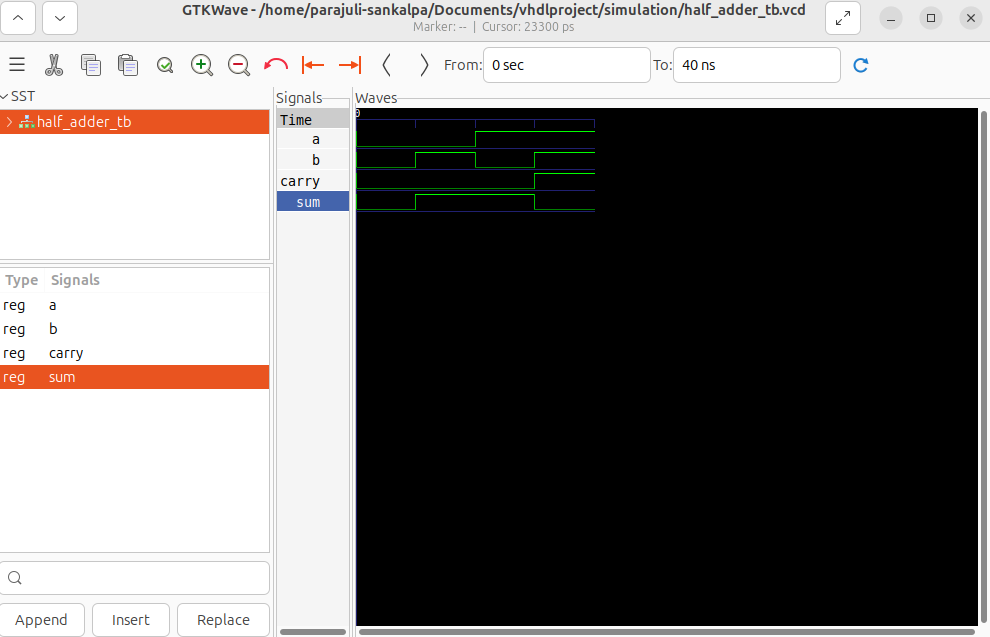 GTKWave - /home/parajuli-sankalpa/Documents/vhdlproject/simulation/half_adder_tb.vcd
Marker: -- | Cursor: 23300 ps
From: 0 sec To: 40 ns
SST
half_adder_tb
Type Signals
reg a
reg b
reg carry
reg sum
Append Insert Replace
Signals
Time
a
b
carry
sum
Waves
0